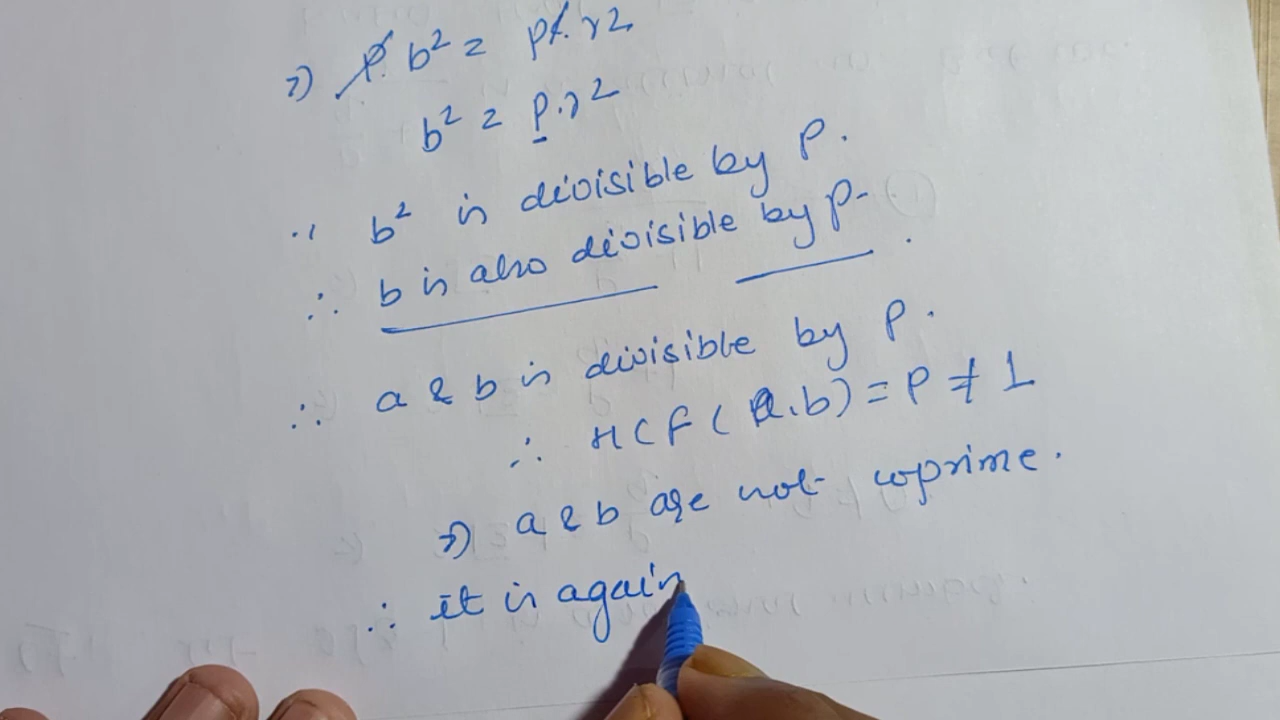 ⇒) p. b² = p². r²
b² = p.r²
∴ b² is divisible by p.
∴ b is also divisible by p.
∴ a & b is divisible by p.
∴ HCF (a.b) = p ≠ 1
⇒) a & b are not coprime.
∴ it is again